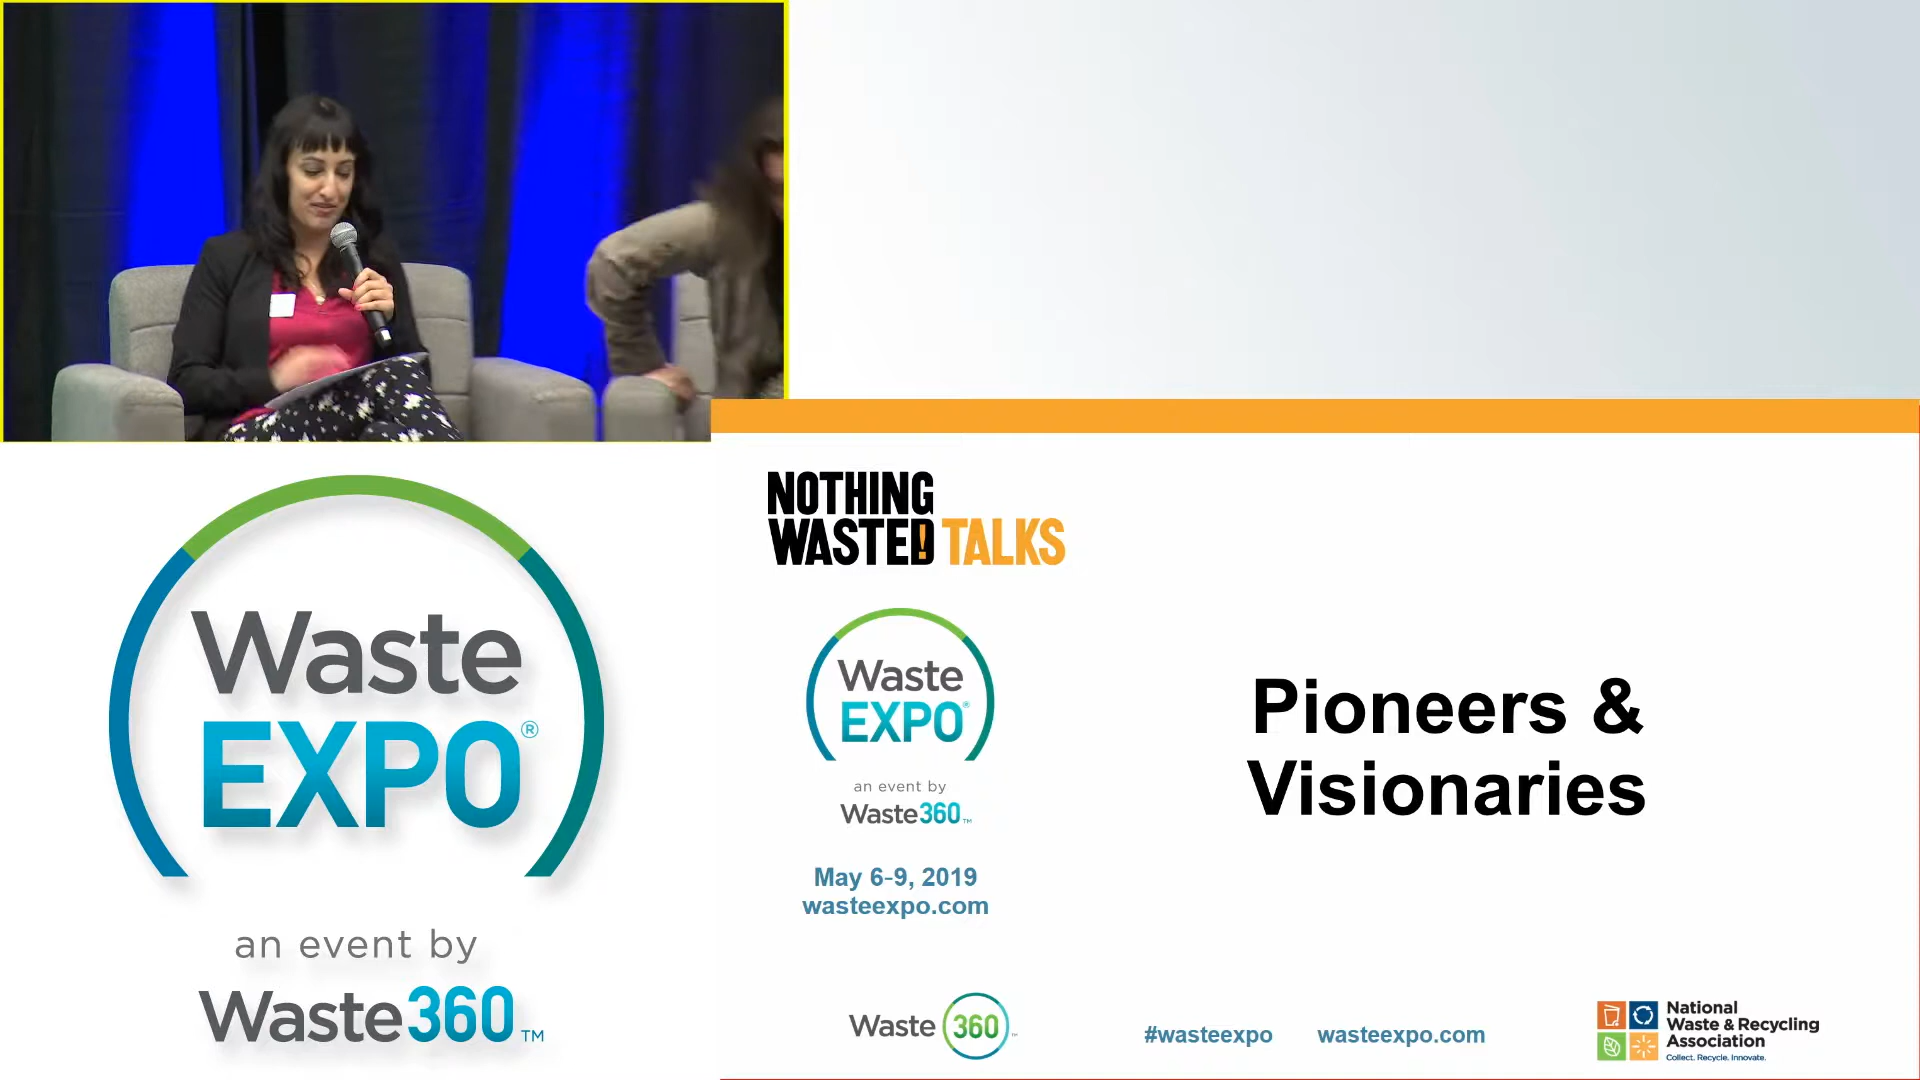 Waste
EXPO®
an event by
Waste360™
NOTHING
WASTED! TALKS
Waste
EXPO®
an event by
Waste360™
May 6-9, 2019
wasteexpo.com
Pioneers &
Visionaries
Waste 360™
#wasteexpo
wasteexpo.com
National
Waste & Recycling
Association
Collect. Recycle. Innovate.